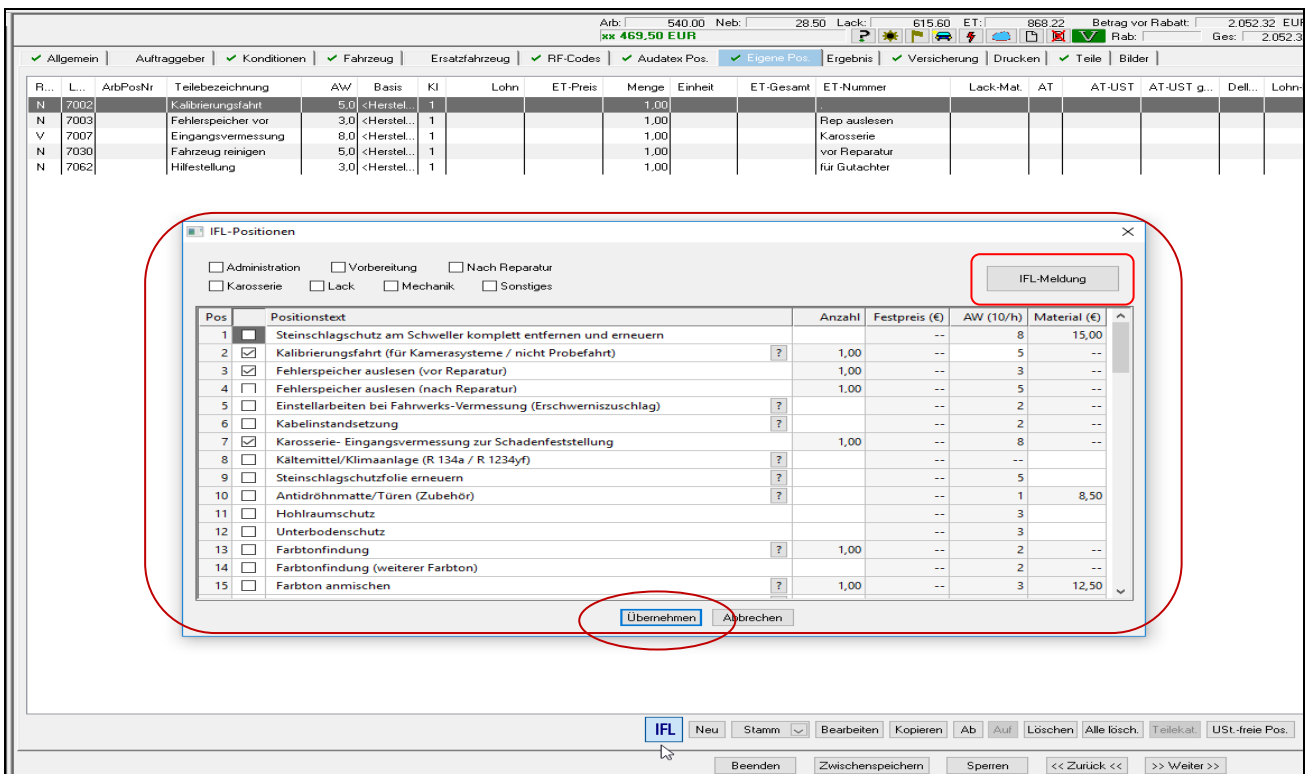 Arb: 540.00 Neb: 28.50 Lack: 615.60 ET: 868.22 Betrag vor Rabatt: 2.052.32 EUR
xx 469,50 EUR Rab: Ges: 2.052.3
Allgemein Auftraggeber Konditionen Fahrzeug Ersatzfahrzeug RF-Codes Audatex Pos. Eigene Pos. Ergebnis Versicherung Drucken Teile Bilder
R... L... ArbPosNr Teilebezeichnung AW Basis KI Lohn ET-Preis Menge Einheit ET-Gesamt ET-Nummer Lack-Mat. AT AT-UST AT-UST g... Dell... Lohn-
N 7002 Kalibrierungsfahrt 5,0 <Herstel... 1 1,00 .
N 7003 Fehlerspeicher vor 3,0 <Herstel... 1 1,00 Rep auslesen
V 7007 Eingangsvermessung 8,0 <Herstel... 1 1,00 Karosserie
N 7030 Fahrzeug reinigen 5,0 <Herstel... 1 1,00 vor Reparatur
N 7062 Hilfestellung 3,0 <Herstel... 1 1,00 für Gutachter
IFL-Positionen
Administration Vorbereitung Nach Reparatur
Karosserie Lack Mechanik Sonstiges
IFL-Meldung
Pos Positionstext Anzahl Festpreis (€) AW (10/h) Material (€)
1 Steinschlagschutz am Schweller komplett entfernen und erneuern -- 8 15,00
2 Kalibrierungsfahrt (für Kamerasysteme / nicht Probefahrt) ? 1,00 -- 5 --
3 Fehlerspeicher auslesen (vor Reparatur) 1,00 -- 3 --
4 Fehlerspeicher auslesen (nach Reparatur) 1,00 -- 5 --
5 Einstellarbeiten bei Fahrwerks-Vermessung (Erschwerniszuschlag) ? -- 2 --
6 Kabelinstandsetzung ? -- 2 --
7 Karosserie- Eingangsvermessung zur Schadenfeststellung 1,00 -- 8 --
8 Kältemittel/Klimaanlage (R 134a / R 1234yf) ? -- --
9 Steinschlagschutzfolie erneuern ? -- 5
10 Antidröhnmatte/Türen (Zubehör) ? -- 1 8,50
11 Hohlraumschutz -- 3
12 Unterbodenschutz -- 3
13 Farbtonfindung ? 1,00 -- 2 --
14 Farbtonfindung (weiterer Farbton) -- 2 --
15 Farbton anmischen ? 1,00 -- 3 12,50
Übernehmen Abbrechen
IFL Neu Stamm Bearbeiten Kopieren Ab Auf Löschen Alle lösch. Teilekat. USt.-freie Pos.
Beenden Zwischenspeichern Sperren << Zurück << >> Weiter >>